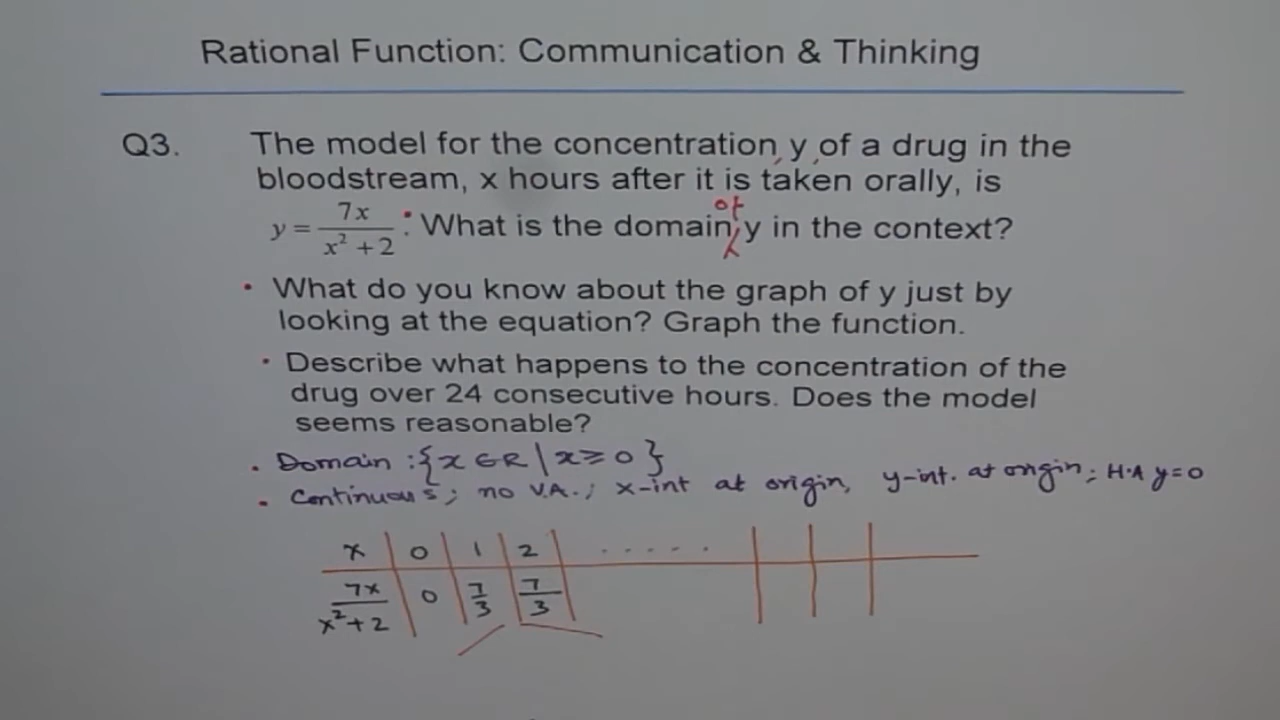 Rational Function: Communication & Thinking
Q3. The model for the concentration, y, of a drug in the
bloodstream, x hours after it is taken orally, is
y = 7x / (x² + 2) : What is the domain of y in the context?
• What do you know about the graph of y just by
looking at the equation? Graph the function.
• Describe what happens to the concentration of the
drug over 24 consecutive hours. Does the model
seems reasonable?
• Domain : {x ∈ R | x ≥ 0}
• Continuous; no V.A.; x-int at origin, y-int. at origin; H.A y=0
x 0 1 2 .....
7x/(x²+2) 0 7/3 7/3